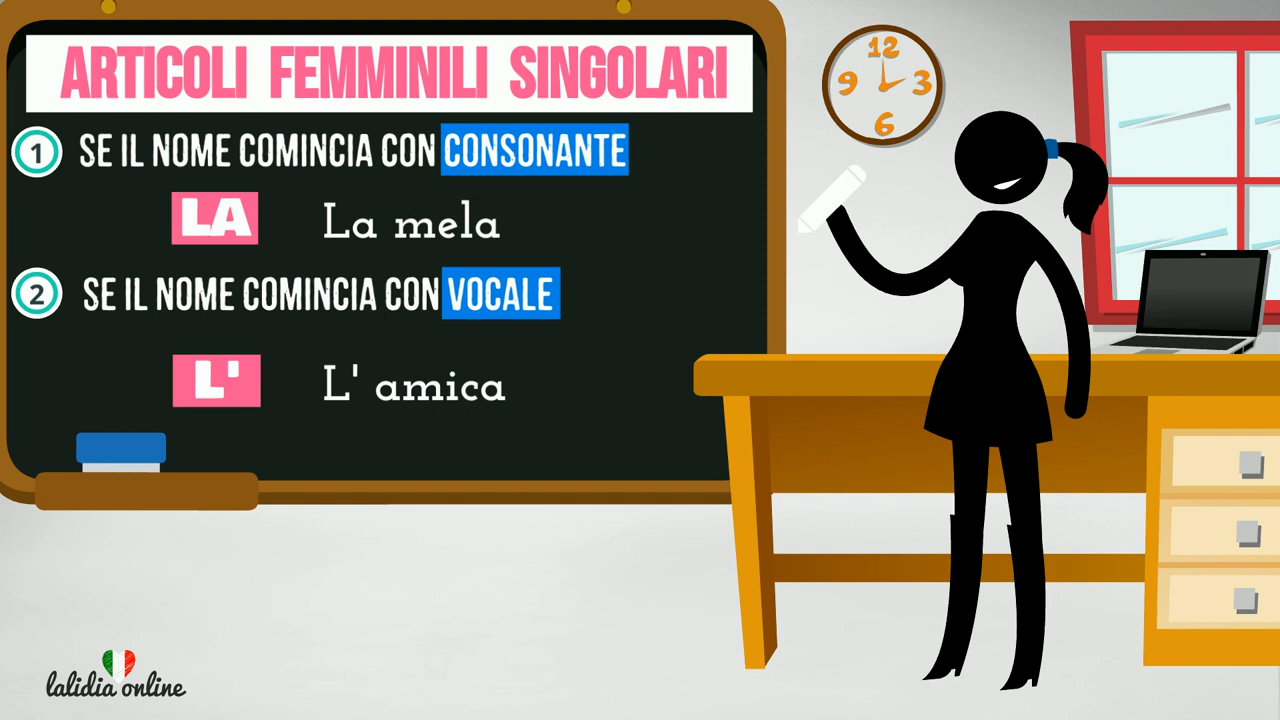 ARTICOLI FEMMINILI SINGOLARI
1 SE IL NOME COMINCIA CON CONSONANTE
LA La mela
2 SE IL NOME COMINCIA CON VOCALE
L' L' amica
12
9 3
6
lalidia online